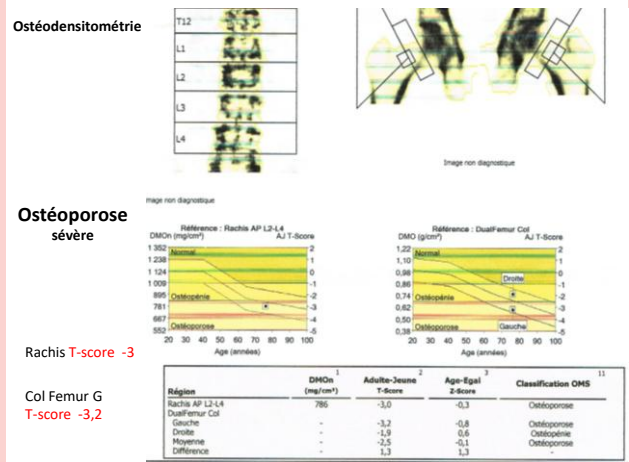 Ostéodensitométrie
T12
L1
L2
L3
L4
Image non diagnostique
mage non diagnostique
Ostéoporose
sévère
Référence : Rachis AP L2-L4
DMOn (mg/cm²) AJ T-Score
1 352 2
1 238 1
1 124 0
1 009 -1
895 -2
781 -3
667 -4
552 -5
Normal
Ostéopénie
Ostéoporose
20 30 40 50 60 70 80 90 100
Age (années)
Référence : DualFemur Col
DMO (g/cm²) AJ T-Score
1,22 2
1,10 1
0,98 0
0,86 -1
0,74 -2
0,62 -3
0,50 -4
0,38 -5
Normal
Droite
Ostéopénie
Ostéoporose
Gauche
20 30 40 50 60 70 80 90 100
Age (années)
Rachis T-score -3
Col Femur G
T-score -3,2
1 2 3 11
DMOn Adulte-Jeune Age-Egal Classification OMS
Région (mg/cm³) T-Score Z-Score
Rachis AP L2-L4 786 -3,0 -0,3 Ostéoporose
DualFemur Col
Gauche - -3,2 -0,8 Ostéoporose
Droite - -1,9 0,6 Ostéopénie
Moyenne - -2,5 -0,1 Ostéoporose
Différence - 1,3 1,3 -